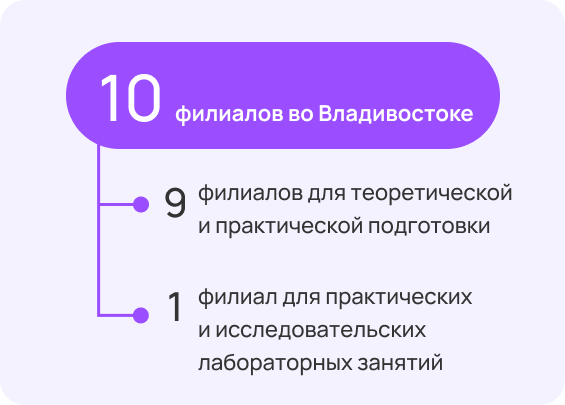 10 филиалов во Владивостоке
9 филиалов для теоретической
и практической подготовки
1 филиал для практических
и исследовательских
лабораторных занятий